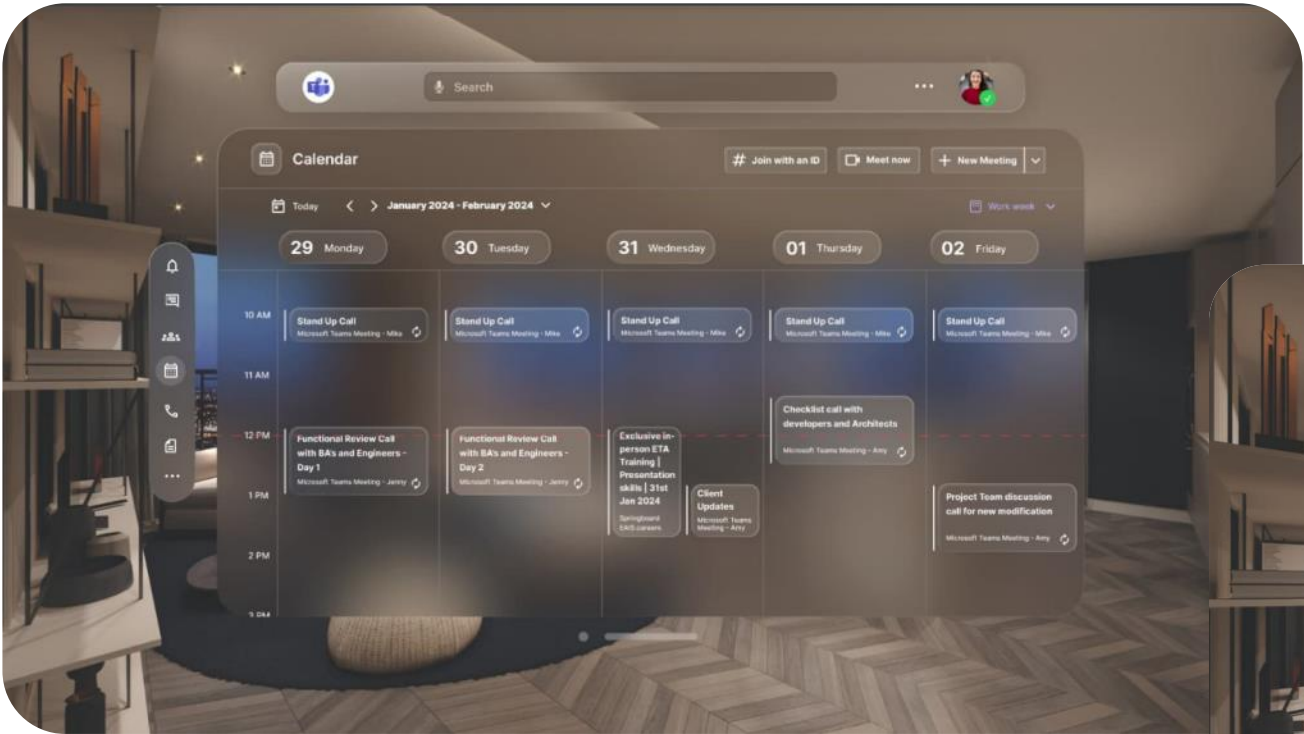 Search
Calendar
# Join with an ID
Meet now
+ New Meeting
Today
January 2024 - February 2024
Work week
29 Monday
30 Tuesday
31 Wednesday
01 Thursday
02 Friday
10 AM
Stand Up Call
Microsoft Teams Meeting - Mike
Stand Up Call
Microsoft Teams Meeting - Mike
Stand Up Call
Microsoft Teams Meeting - Mike
Stand Up Call
Microsoft Teams Meeting - Mike
Stand Up Call
Microsoft Teams Meeting - Mike
11 AM
Checklist call with
developers and Architects
Microsoft Teams Meeting - Amy
12 PM
Functional Review Call
with BA's and Engineers -
Day 1
Microsoft Teams Meeting - Jenny
Functional Review Call
with BA's and Engineers -
Day 2
Microsoft Teams Meeting - Jenny
Exclusive in-
person ETA
Training |
Presentation
skills | 31st
Jan 2024
Springboard
careers
1 PM
Client
Updates
Microsoft Teams
Meeting - Amy
Project Team discussion
call for new modification
Microsoft Teams Meeting - Amy
2 PM